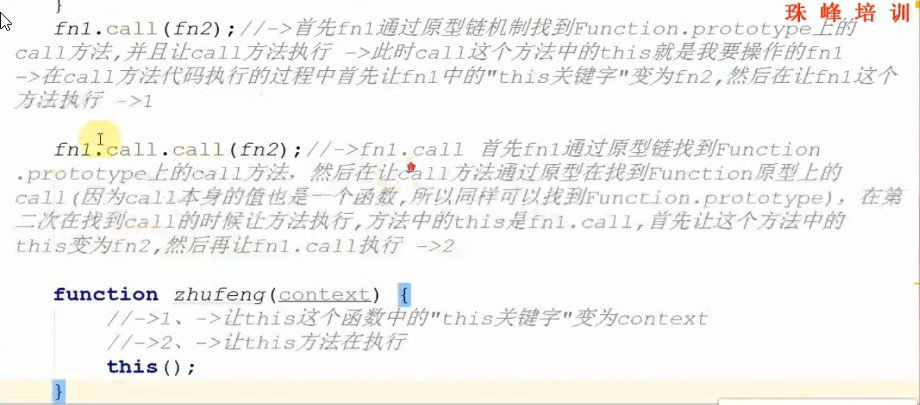 珠峰培训
}
fn1.call(fn2);//->首先fn1通过原型链机制找到Function.prototype上的
call方法,并且让call方法执行 ->此时call这个方法中的this就是我要操作的fn1
->在call方法代码执行的过程中首先让fn1中的"this关键字"变为fn2,然后在让fn1这个
方法执行 ->1
fn1.call.call(fn2);//->fn1.call 首先fn1通过原型链找到Function
.prototype上的call方法，然后在让call方法通过原型在找到Function原型上的
call(因为call本身的值也是一个函数,所以同样可以找到Function.prototype)，在第
二次在找到call的时候让方法执行,方法中的this是fn1.call,首先让这个方法中的
this变为fn2,然后再让fn1.call执行 ->2
function zhufeng(context) {
//->1、->让this这个函数中的"this关键字"变为context
//->2、->让this方法在执行
this();
}